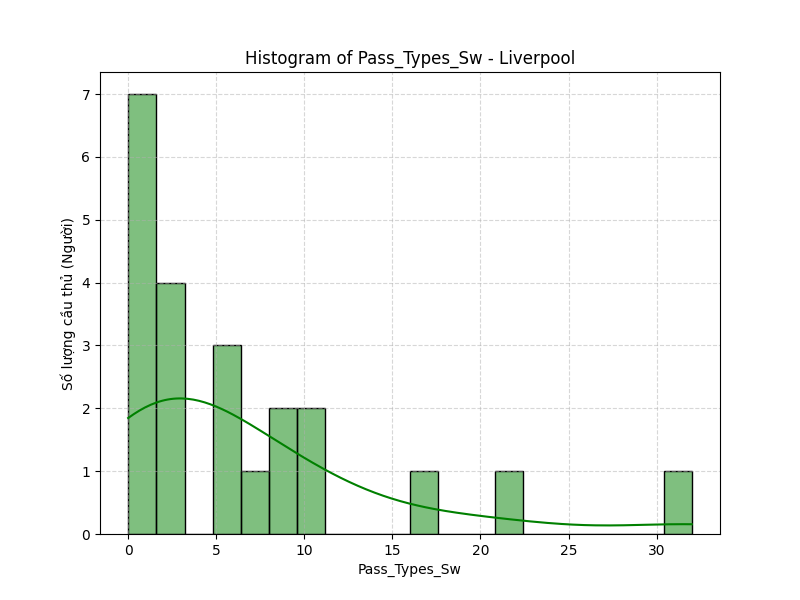 Histogram of Pass_Types_Sw - Liverpool
7
6
5
4
3
2
1
0
Số lượng cầu thủ (Người)
0 5 10 15 20 25 30
Pass_Types_Sw